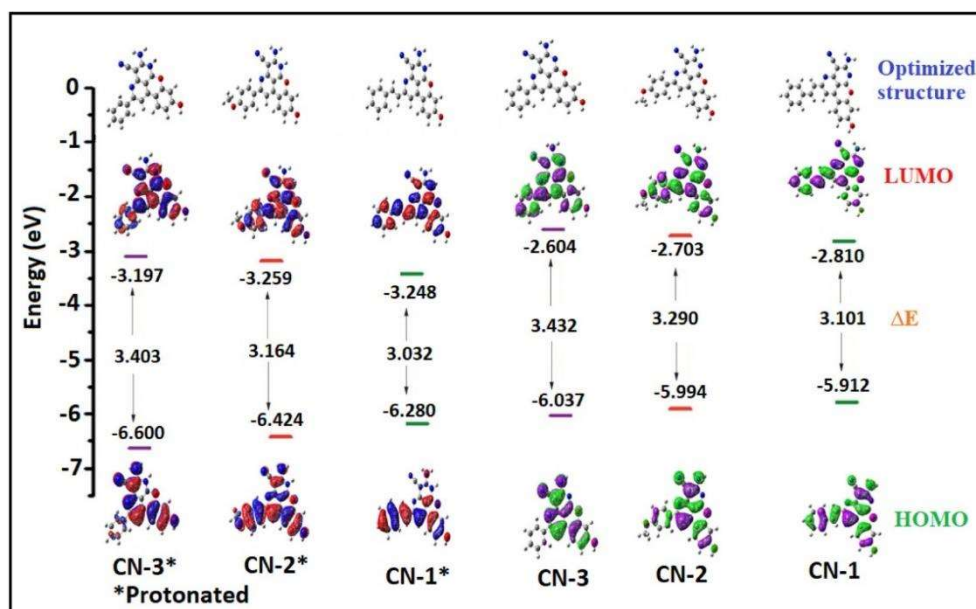 Optimized
structure
0
-1
-2
-3
-4
-5
-6
-7
Energy (eV)
LUMO
-3.197
-3.259
-3.248
-2.604
-2.703
-2.810
3.403
3.164
3.032
3.432
3.290
3.101
ΔE
-6.600
-6.424
-6.280
-6.037
-5.994
-5.912
HOMO
CN-3*
CN-2*
CN-1*
CN-3
CN-2
CN-1
*Protonated